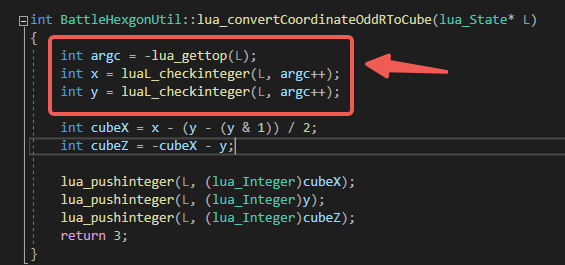 int BattleHexgonUtil::lua_convertCoordinateOddRToCube(lua_State* L)
{
int argc = -lua_gettop(L);
int x = luaL_checkinteger(L, argc++);
int y = luaL_checkinteger(L, argc++);
int cubeX = x - (y - (y & 1)) / 2;
int cubeZ = -cubeX - y;
lua_pushinteger(L, (lua_Integer)cubeX);
lua_pushinteger(L, (lua_Integer)y);
lua_pushinteger(L, (lua_Integer)cubeZ);
return 3;
}